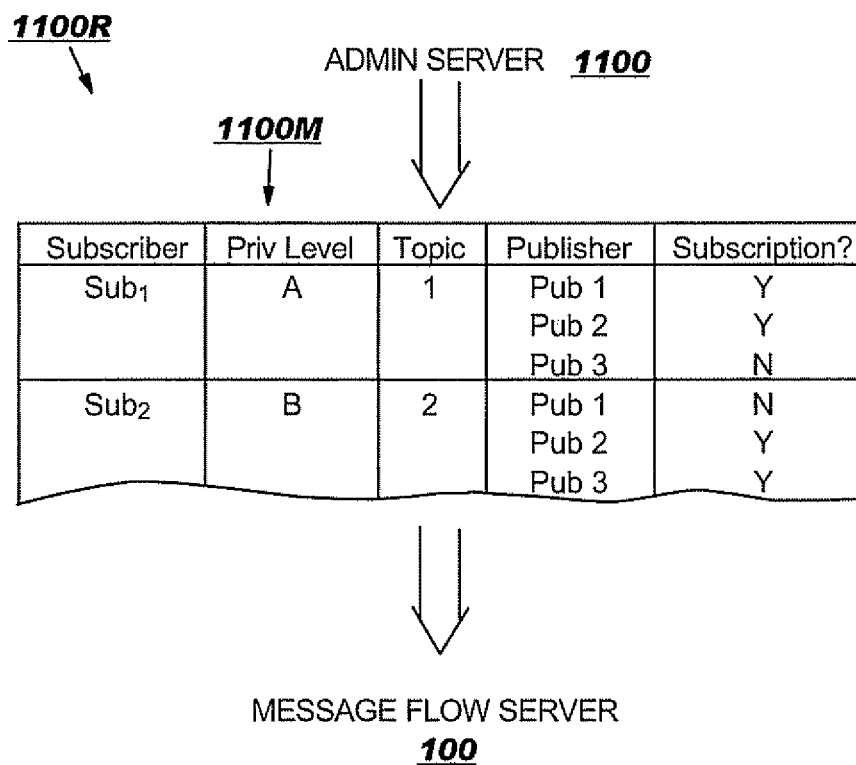 1100R
ADMIN SERVER 1100
1100M
Subscriber Priv Level Topic Publisher Subscription?
Sub1 A 1 Pub 1 Y
Pub 2 Y
Pub 3 N
Sub2 B 2 Pub 1 N
Pub 2 Y
Pub 3 Y
MESSAGE FLOW SERVER
100